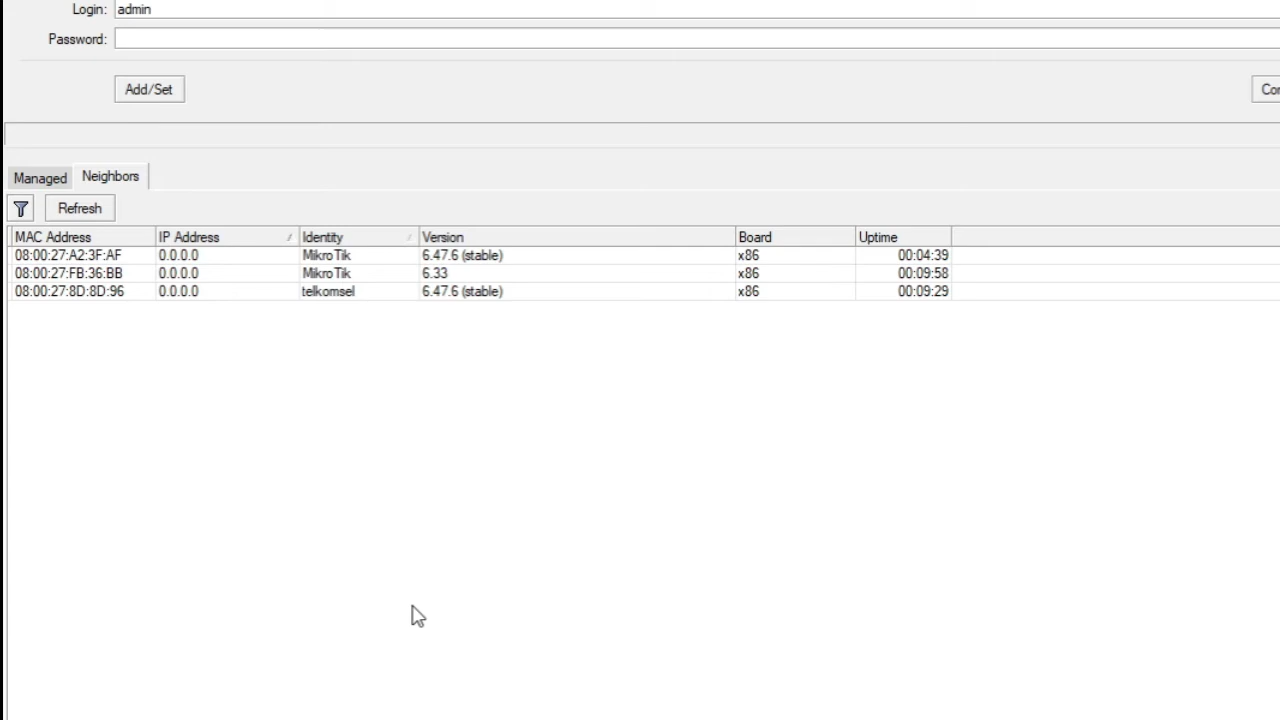 Login: admin
Password:
Add/Set
Managed Neighbors
Refresh
MAC Address IP Address Identity Version Board Uptime
08:00:27:A2:3F:AF 0.0.0.0 MikroTik 6.47.6 (stable) x86 00:04:39
08:00:27:FB:36:BB 0.0.0.0 MikroTik 6.33 x86 00:09:58
08:00:27:8D:8D:96 0.0.0.0 telkomsel 6.47.6 (stable) x86 00:09:29